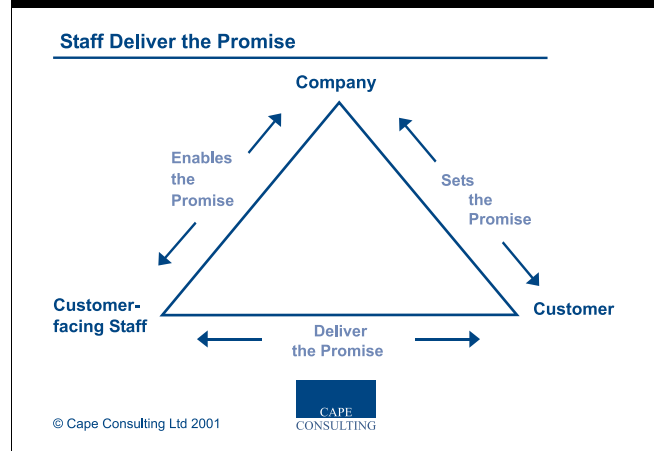 Staff Deliver the Promise
Company
Enables
the
Promise
Sets
the
Promise
Customer-
facing Staff
Customer
Deliver
the Promise
© Cape Consulting Ltd 2001
CAPE
CONSULTING